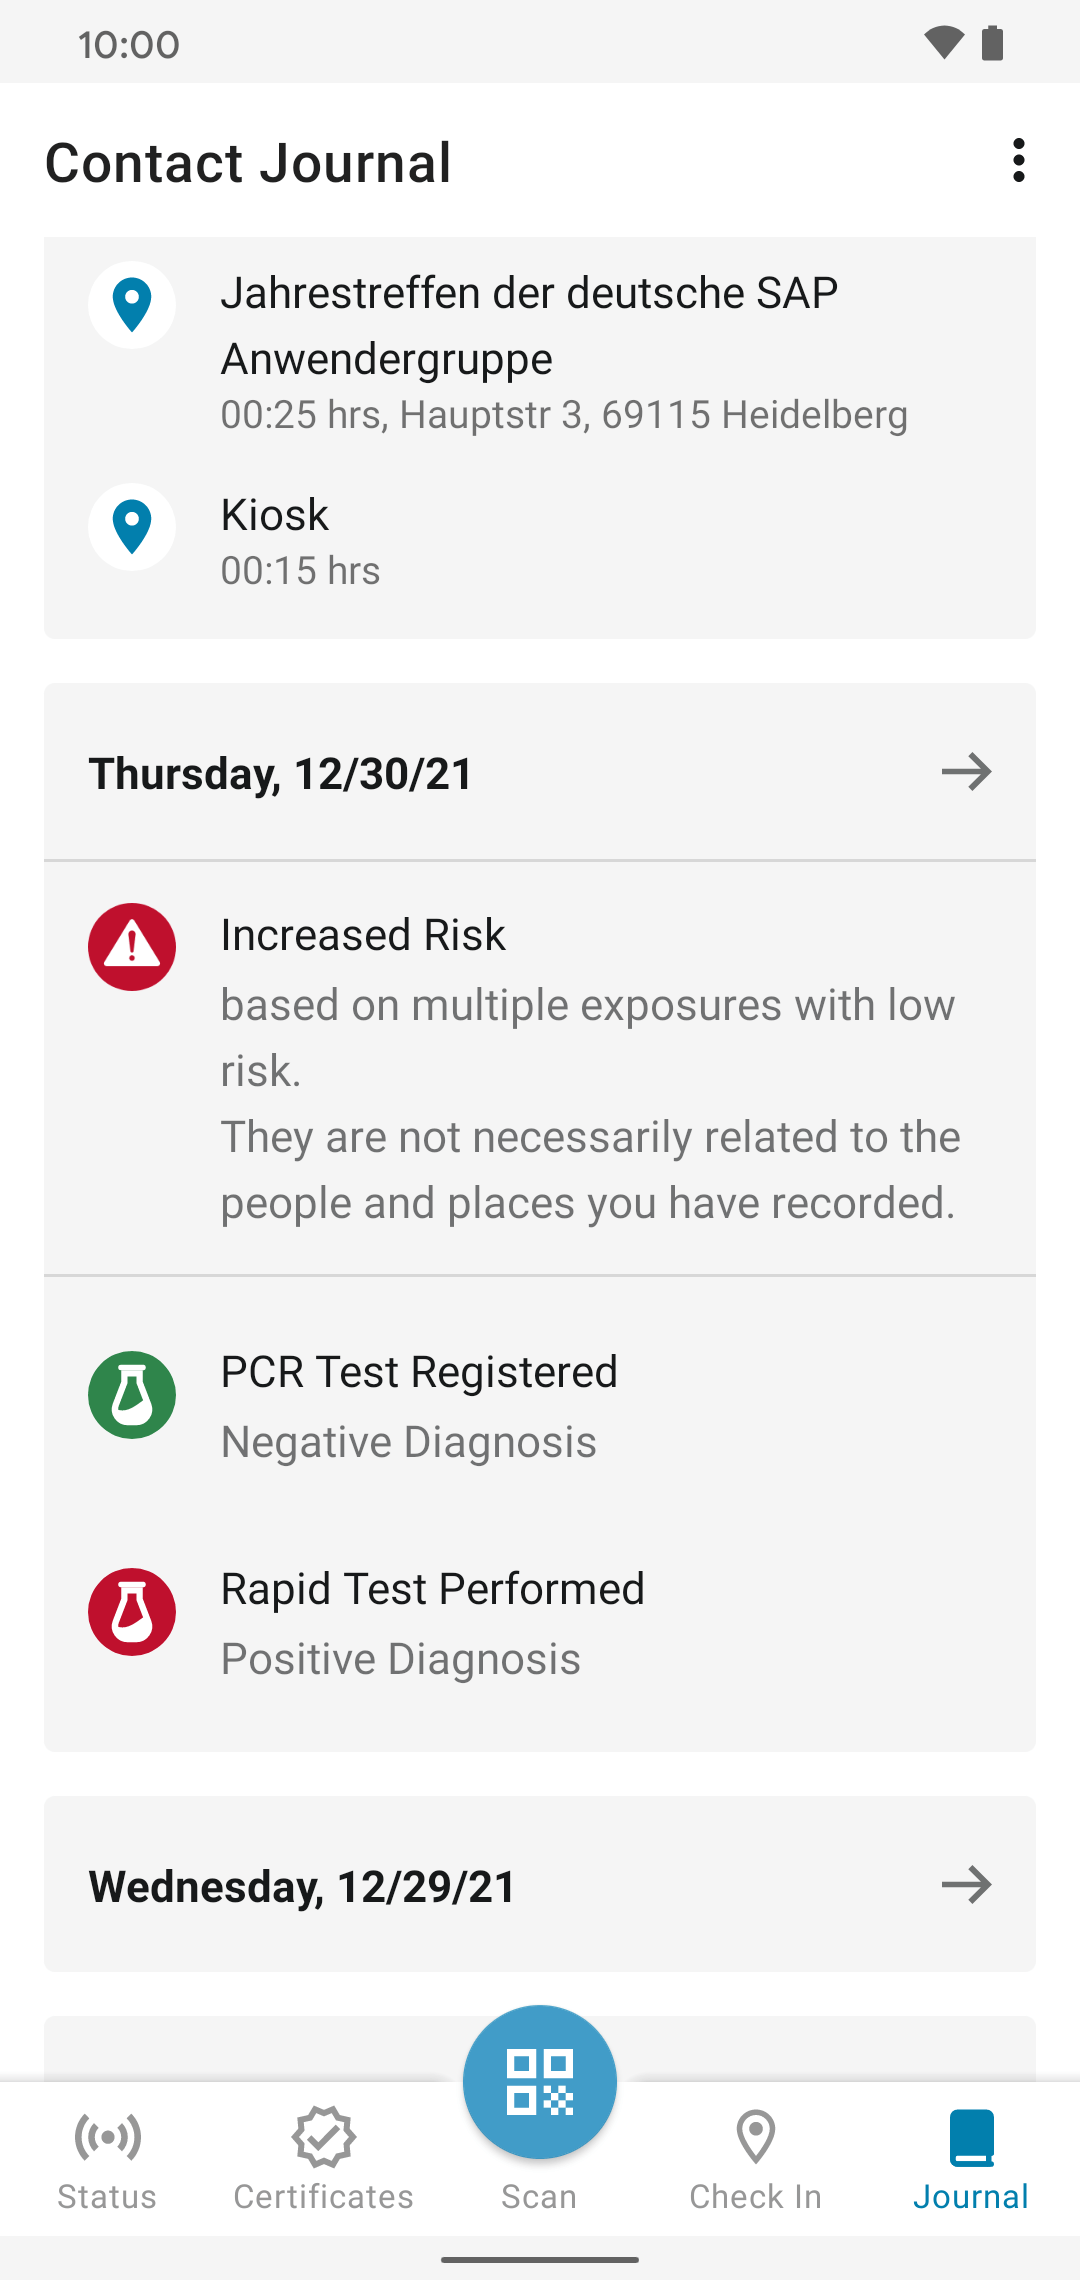 10:00
Contact Journal
Jahrestreffen der deutsche SAP
Anwendergruppe
00:25 hrs, Hauptstr 3, 69115 Heidelberg
Kiosk
00:15 hrs
Thursday, 12/30/21
Increased Risk
based on multiple exposures with low
risk.
They are not necessarily related to the
people and places you have recorded.
PCR Test Registered
Negative Diagnosis
Rapid Test Performed
Positive Diagnosis
Wednesday, 12/29/21
Status
Certificates
Scan
Check In
Journal